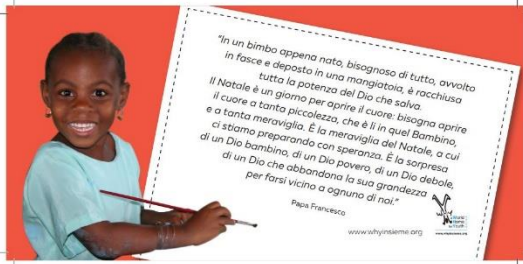 "In un bimbo appena nato, bisognoso di tutto, avvolto
in fasce e deposto in una mangiatoia, è racchiusa
tutta la potenza del Dio che salva.
Il Natale è un giorno per aprire il cuore: bisogna aprire
il cuore a tanta piccolezza, che è lì in quel Bambino,
e a tanta meraviglia. È la meraviglia del Natale, a cui
ci stiamo preparando con speranza. È la sorpresa
di un Dio bambino, di un Dio povero, di un Dio debole,
di un Dio che abbandona la sua grandezza
per farsi vicino a ognuno di noi."
Papa Francesco
www.whyinsieme.org